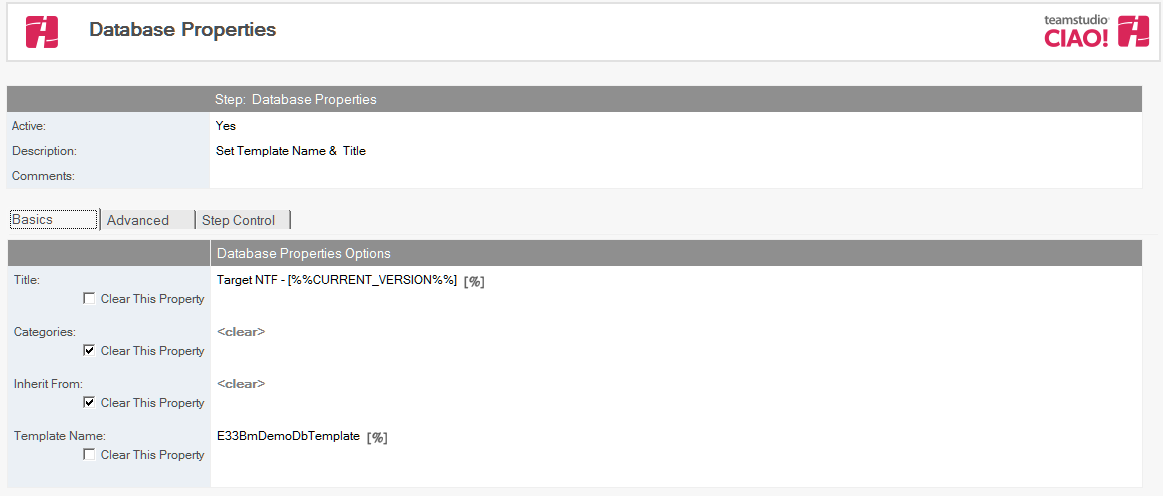 Database Properties
teamstudio
CIAO!
Step: Database Properties
Active: Yes
Description: Set Template Name & Title
Comments:
Basics Advanced Step Control
Database Properties Options
Title: Target NTF - [%%CURRENT_VERSION%%] [%]
Clear This Property
Categories: <clear>
Clear This Property
Inherit From: <clear>
Clear This Property
Template Name: E33BmDemoDbTemplate [%]
Clear This Property